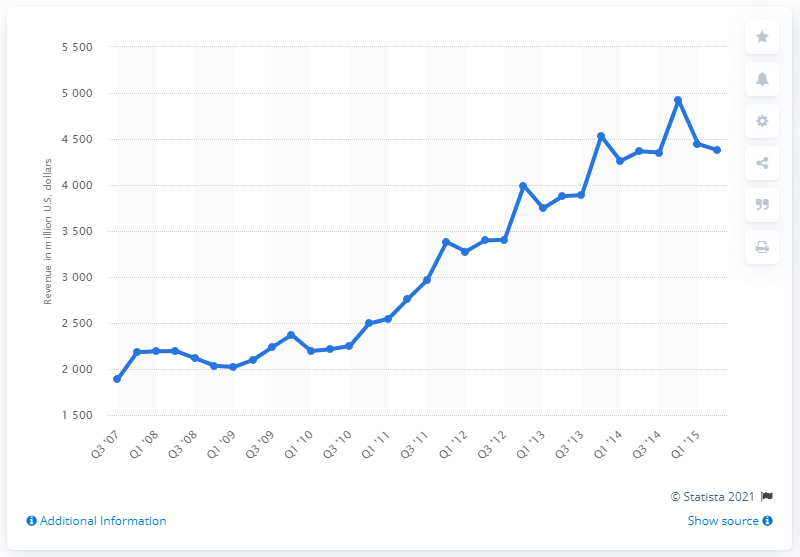 5 500
5 000
4 500
4 000
3 500
3 000
2 500
2 000
1 500
Revenue in million U.S. dollars
Q3 '07
Q1 '08
Q3 '08
Q1 '09
Q3 '09
Q1 '10
Q3 '10
Q1 '11
Q3 '11
Q1 '12
Q3 '12
Q1 '13
Q3 '13
Q1 '14
Q3 '14
Q1 '15
© Statista 2021
Additional Information
Show source